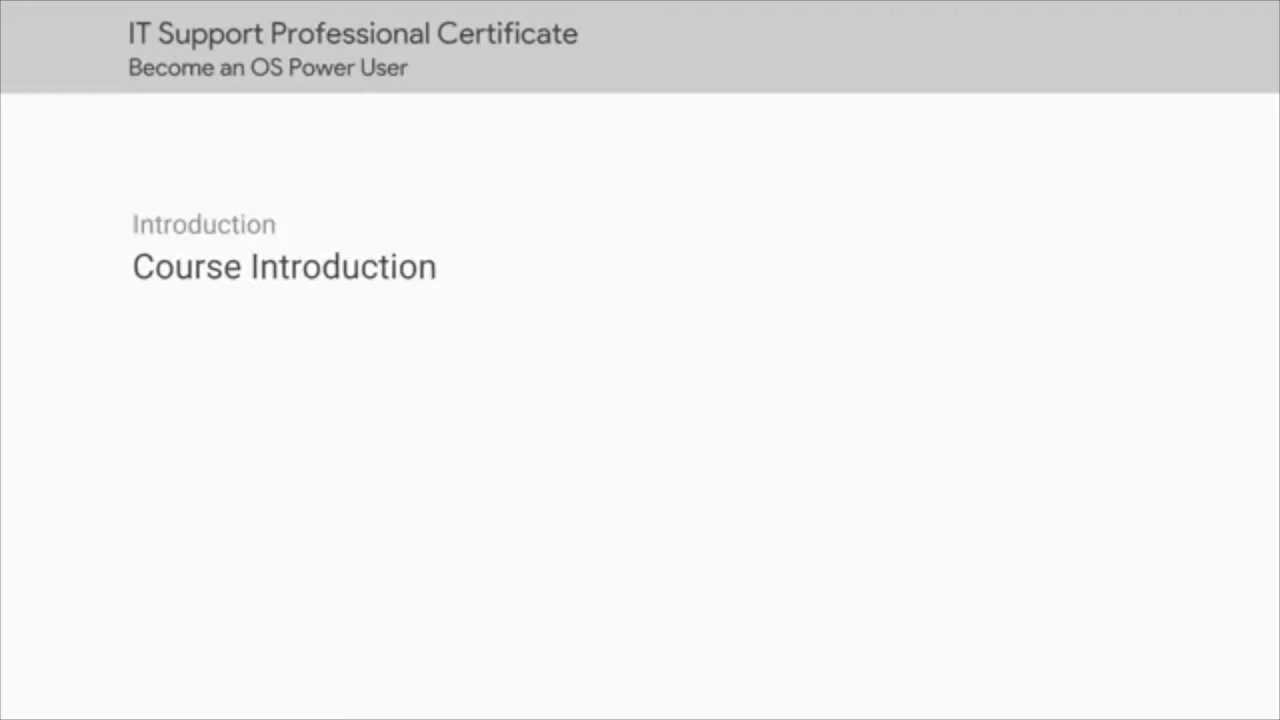 IT Support Professional Certificate
Become an OS Power User
Introduction
Course Introduction